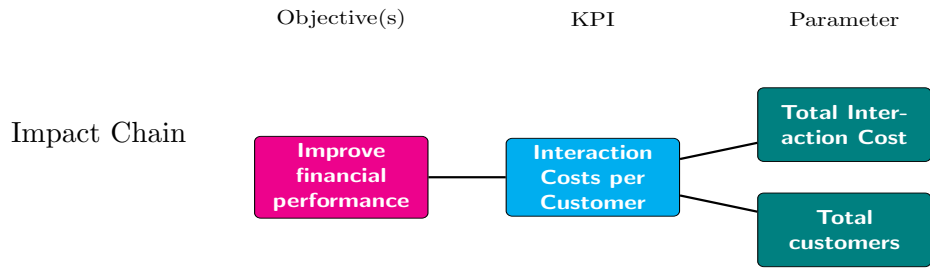 Objective(s)
KPI
Parameter
Impact Chain
Improve
financial
performance
Interaction
Costs per
Customer
Total Inter-
action Cost
Total
customers